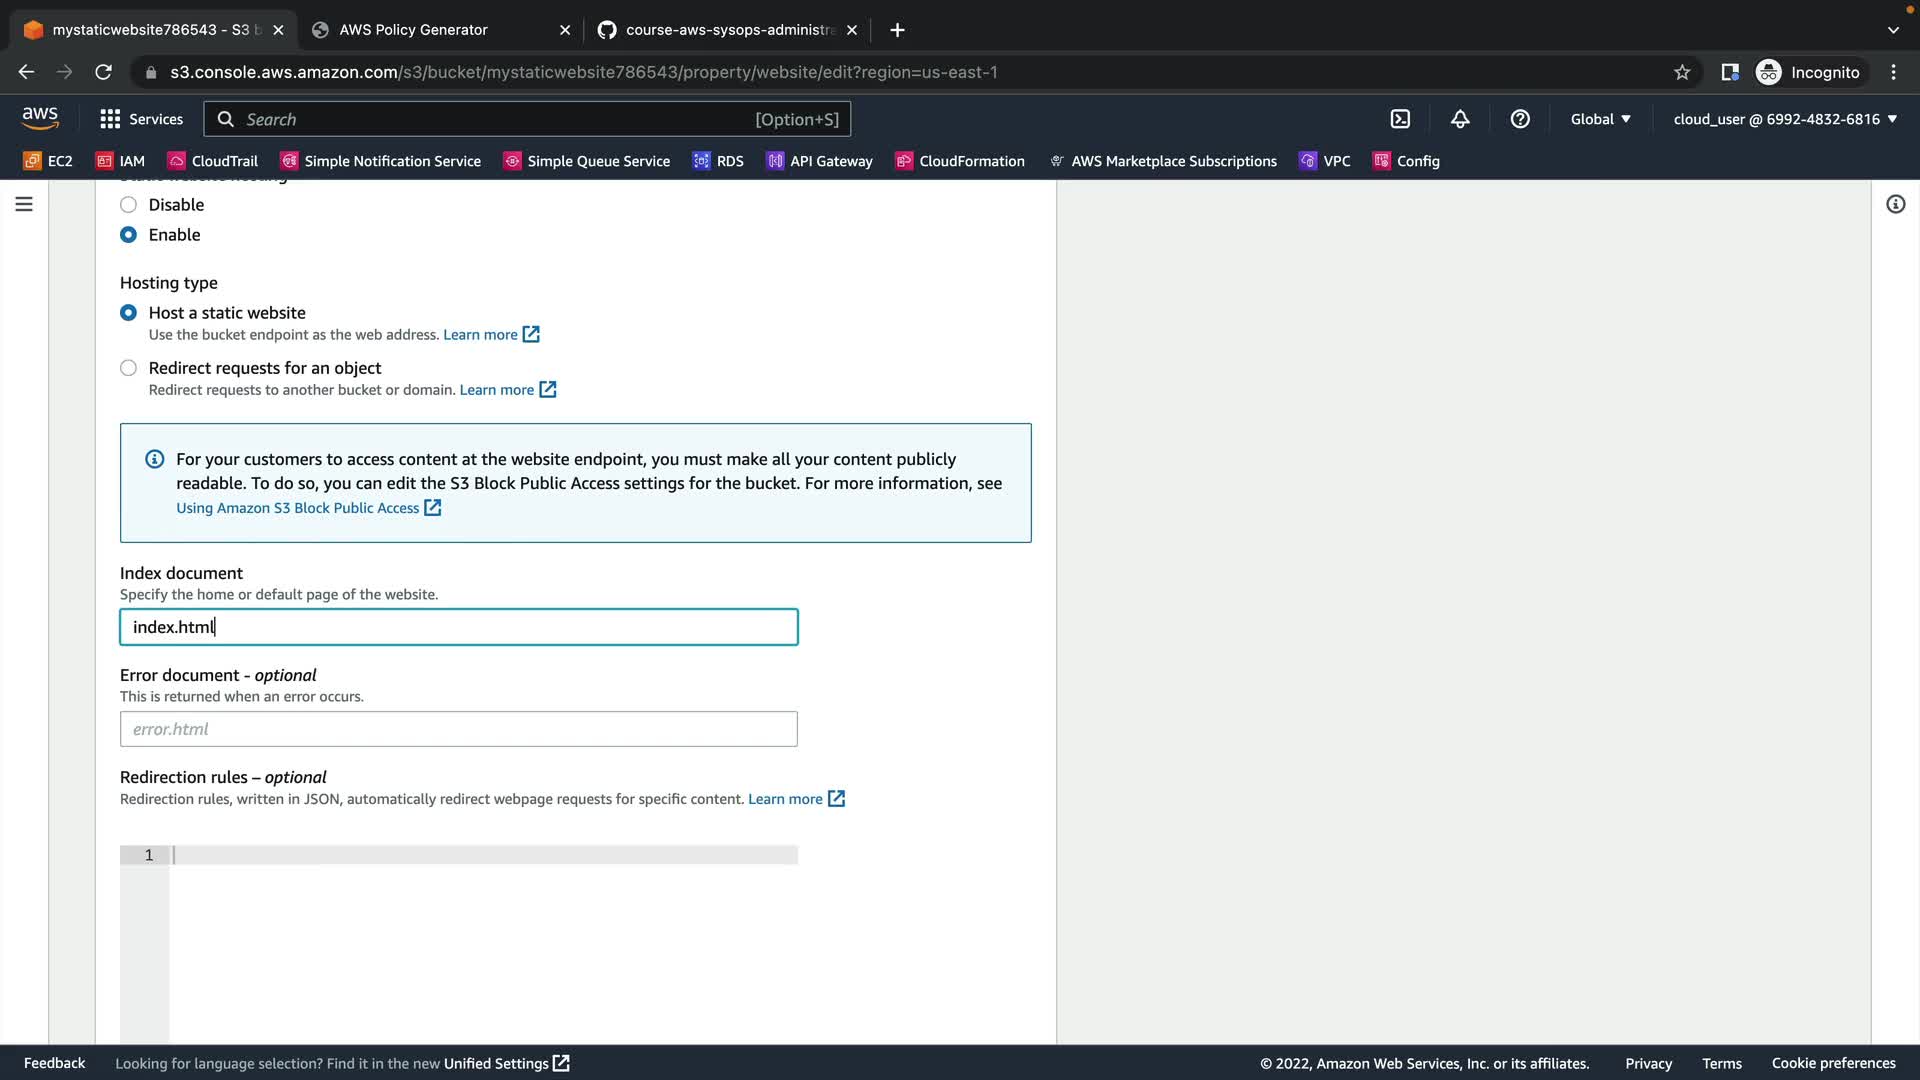 mystaticwebsite786543 - S3 b
AWS Policy Generator
course-aws-sysops-administra
s3.console.aws.amazon.com/s3/bucket/mystaticwebsite786543/property/website/edit?region=us-east-1
Incognito
aws
Services
Search
[Option+S]
Global
cloud_user @ 6992-4832-6816
EC2
IAM
CloudTrail
Simple Notification Service
Simple Queue Service
RDS
API Gateway
CloudFormation
AWS Marketplace Subscriptions
VPC
Config
Static website hosting
Disable
Enable
Hosting type
Host a static website
Use the bucket endpoint as the web address. Learn more
Redirect requests for an object
Redirect requests to another bucket or domain. Learn more
For your customers to access content at the website endpoint, you must make all your content publicly
readable. To do so, you can edit the S3 Block Public Access settings for the bucket. For more information, see
Using Amazon S3 Block Public Access
Index document
Specify the home or default page of the website.
index.html
Error document - optional
This is returned when an error occurs.
error.html
Redirection rules – optional
Redirection rules, written in JSON, automatically redirect webpage requests for specific content. Learn more
1
Feedback
Looking for language selection? Find it in the new Unified Settings
© 2022, Amazon Web Services, Inc. or its affiliates.
Privacy
Terms
Cookie preferences